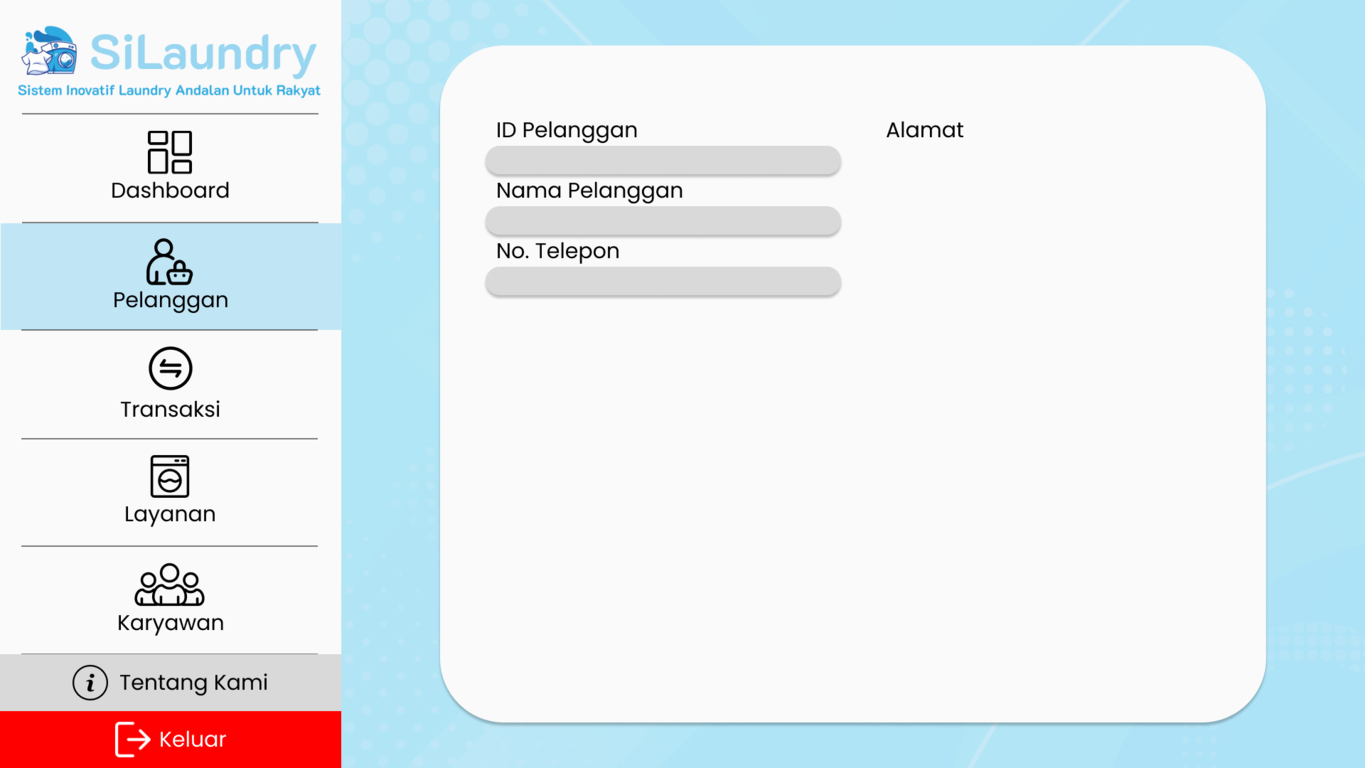 SiLaundry
Sistem Inovatif Laundry Andalan Untuk Rakyat
Dashboard
Pelanggan
Transaksi
Layanan
Karyawan
i Tentang Kami
Keluar
ID Pelanggan
Nama Pelanggan
No. Telepon
Alamat